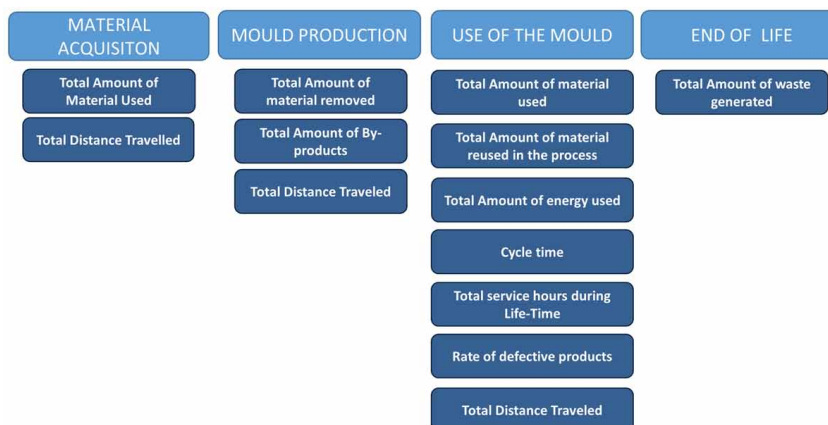 MATERIAL
ACQUISITON
Total Amount of
Material Used
Total Distance Travelled
MOULD PRODUCTION
Total Amount of
material removed
Total Amount of By-
products
Total Distance Traveled
USE OF THE MOULD
Total Amount of material
used
Total Amount of material
reused in the process
Total Amount of energy used
Cycle time
Total service hours during
Life-Time
Rate of defective products
Total Distance Traveled
END OF LIFE
Total Amount of waste
generated